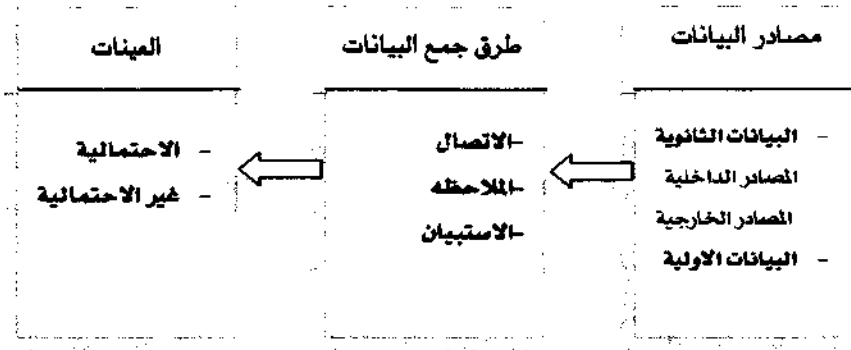 مصادر البيانات
- البيانات الثانوية
المصادر الداخلية
المصادر الخارجية
- البيانات الاولية
طرق جمع البيانات
-الاتصال
-الملاحظه
-الاستبيان
العينات
- الاحتمالية
- غير الاحتمالية